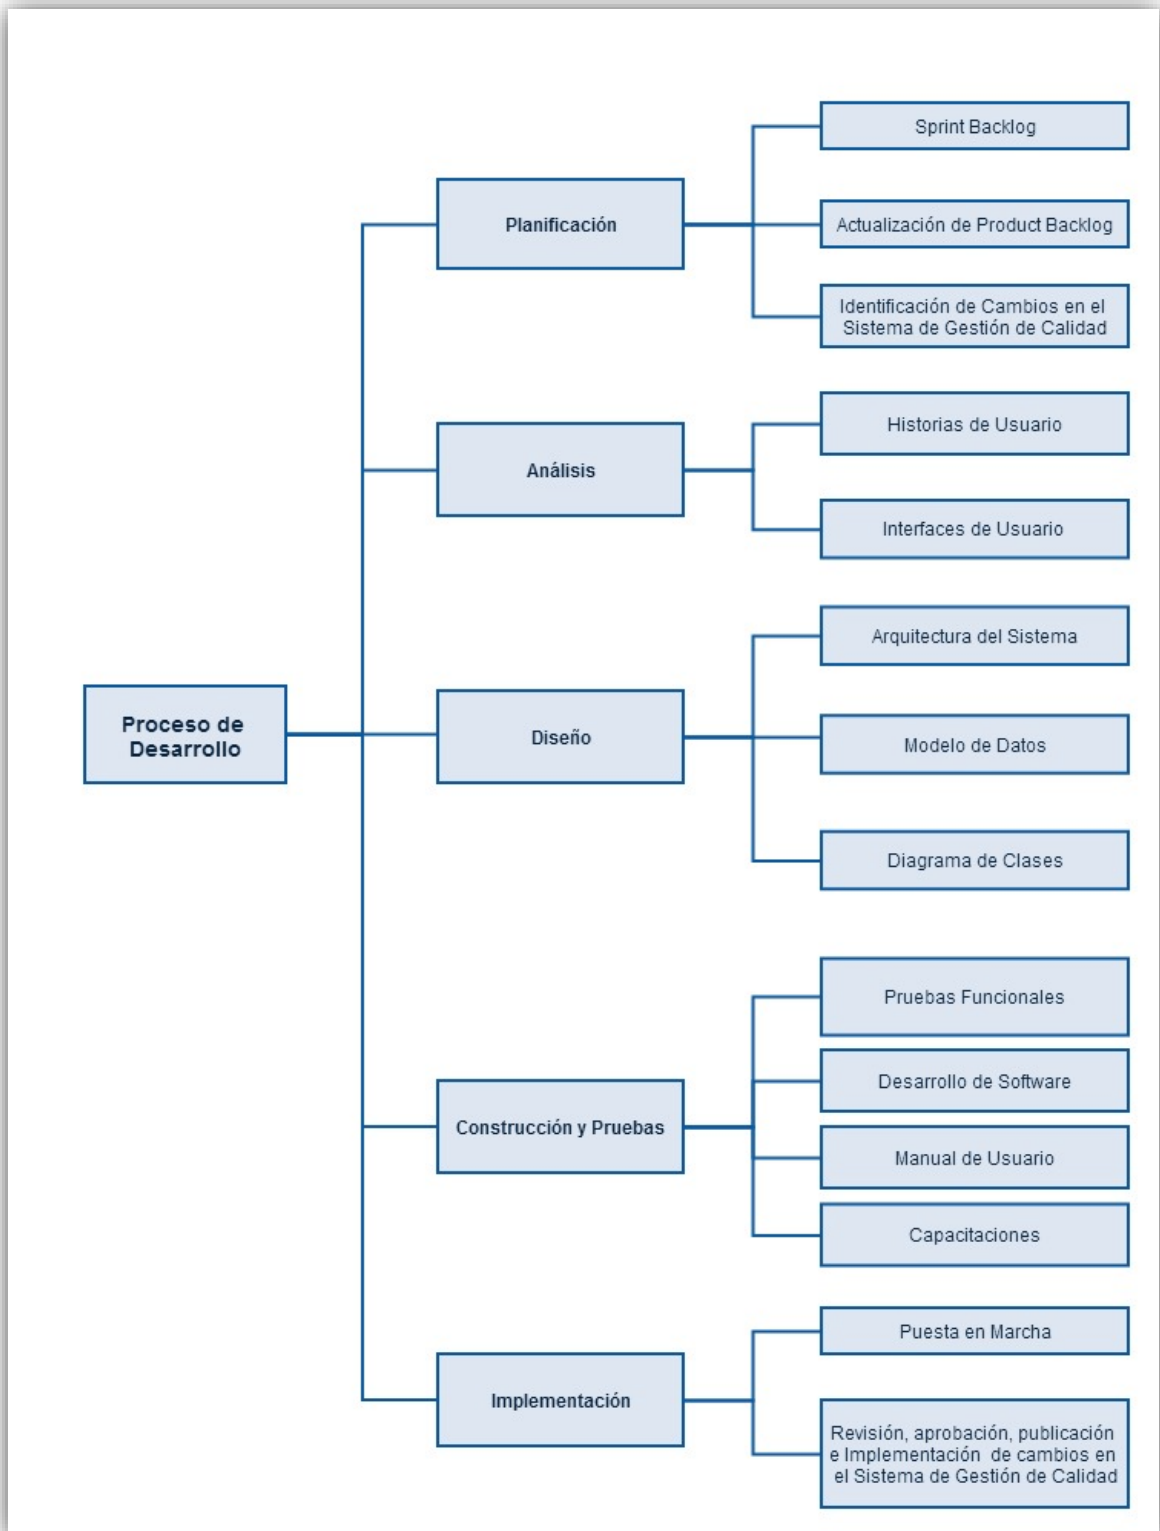 Sprint Backlog
Planificación
Actualización de Product Backlog
Identificación de Cambios en el
Sistema de Gestión de Calidad
Historias de Usuario
Análisis
Interfaces de Usuario
Arquitectura del Sistema
Proceso de
Desarrollo
Diseño
Modelo de Datos
Diagrama de Clases
Pruebas Funcionales
Desarrollo de Software
Construcción y Pruebas
Manual de Usuario
Capacitaciones
Puesta en Marcha
Implementación
Revisión, aprobación, publicación
e Implementación de cambios en
el Sistema de Gestión de Calidad